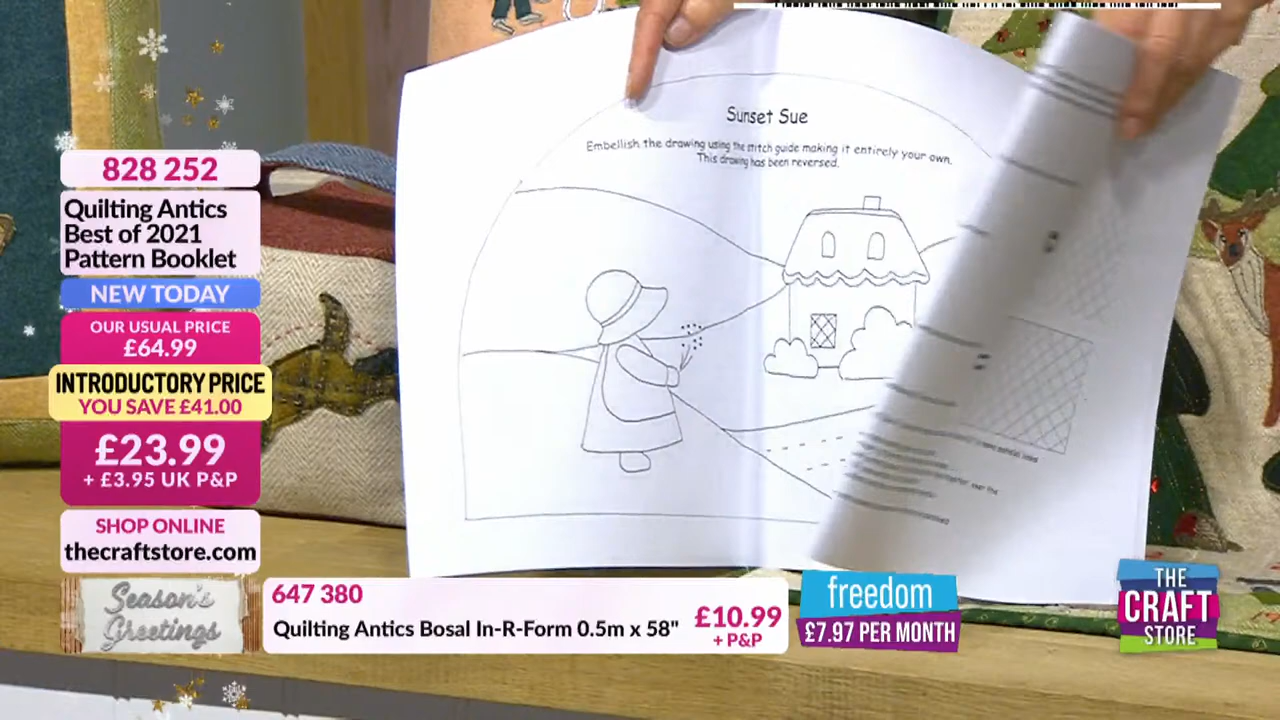 Sunset Sue
Embellish the drawing using the stitch guide making it entirely your own.
This drawing has been reversed.
828 252
Quilting Antics
Best of 2021
Pattern Booklet
NEW TODAY
OUR USUAL PRICE
£64.99
INTRODUCTORY PRICE
YOU SAVE £41.00
£23.99
+ £3.95 UK P&P
SHOP ONLINE
thecraftstore.com
Season's
Greetings
647 380
Quilting Antics Bosal In-R-Form 0.5m x 58"
£10.99
+ P&P
freedom
£7.97 PER MONTH
THE
CRAFT
STORE